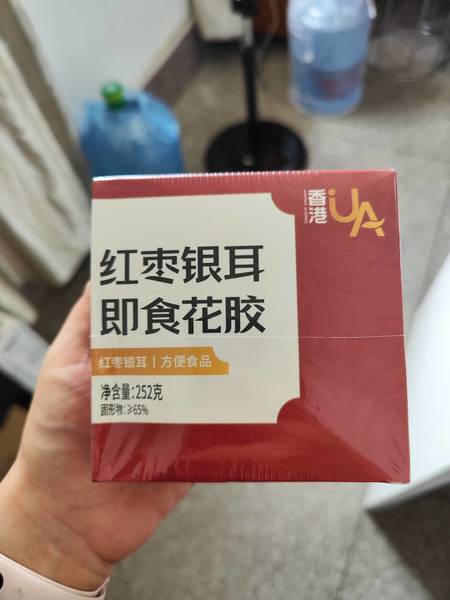 香港
UA
红枣银耳
即食花胶
红枣银耳 | 方便食品
净含量:252克
固形物:≥65%